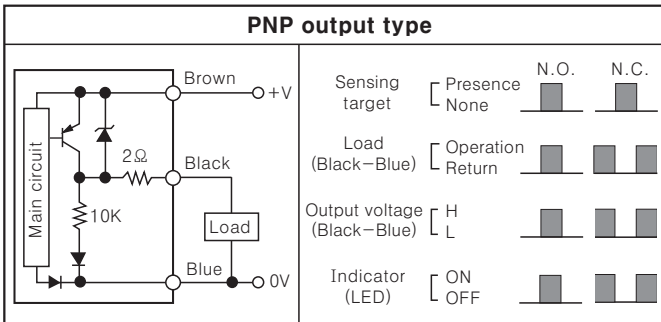 PNP output type
Main circuit
Brown
+V
2Ω
Black
10K
Load
Blue
0V
N.O. N.C.
Sensing target Presence None
Load (Black-Blue) Operation Return
Output voltage (Black-Blue) H L
Indicator (LED) ON OFF